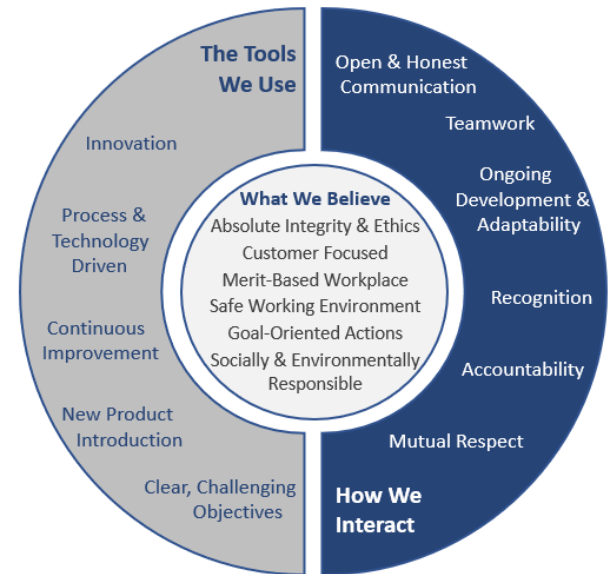 The Tools
We Use
Innovation
Process &
Technology
Driven
Continuous
Improvement
New Product
Introduction
Clear, Challenging
Objectives
What We Believe
Absolute Integrity & Ethics
Customer Focused
Merit-Based Workplace
Safe Working Environment
Goal-Oriented Actions
Socially & Environmentally
Responsible
Open & Honest
Communication
Teamwork
Ongoing
Development &
Adaptability
Recognition
Accountability
Mutual Respect
How We
Interact